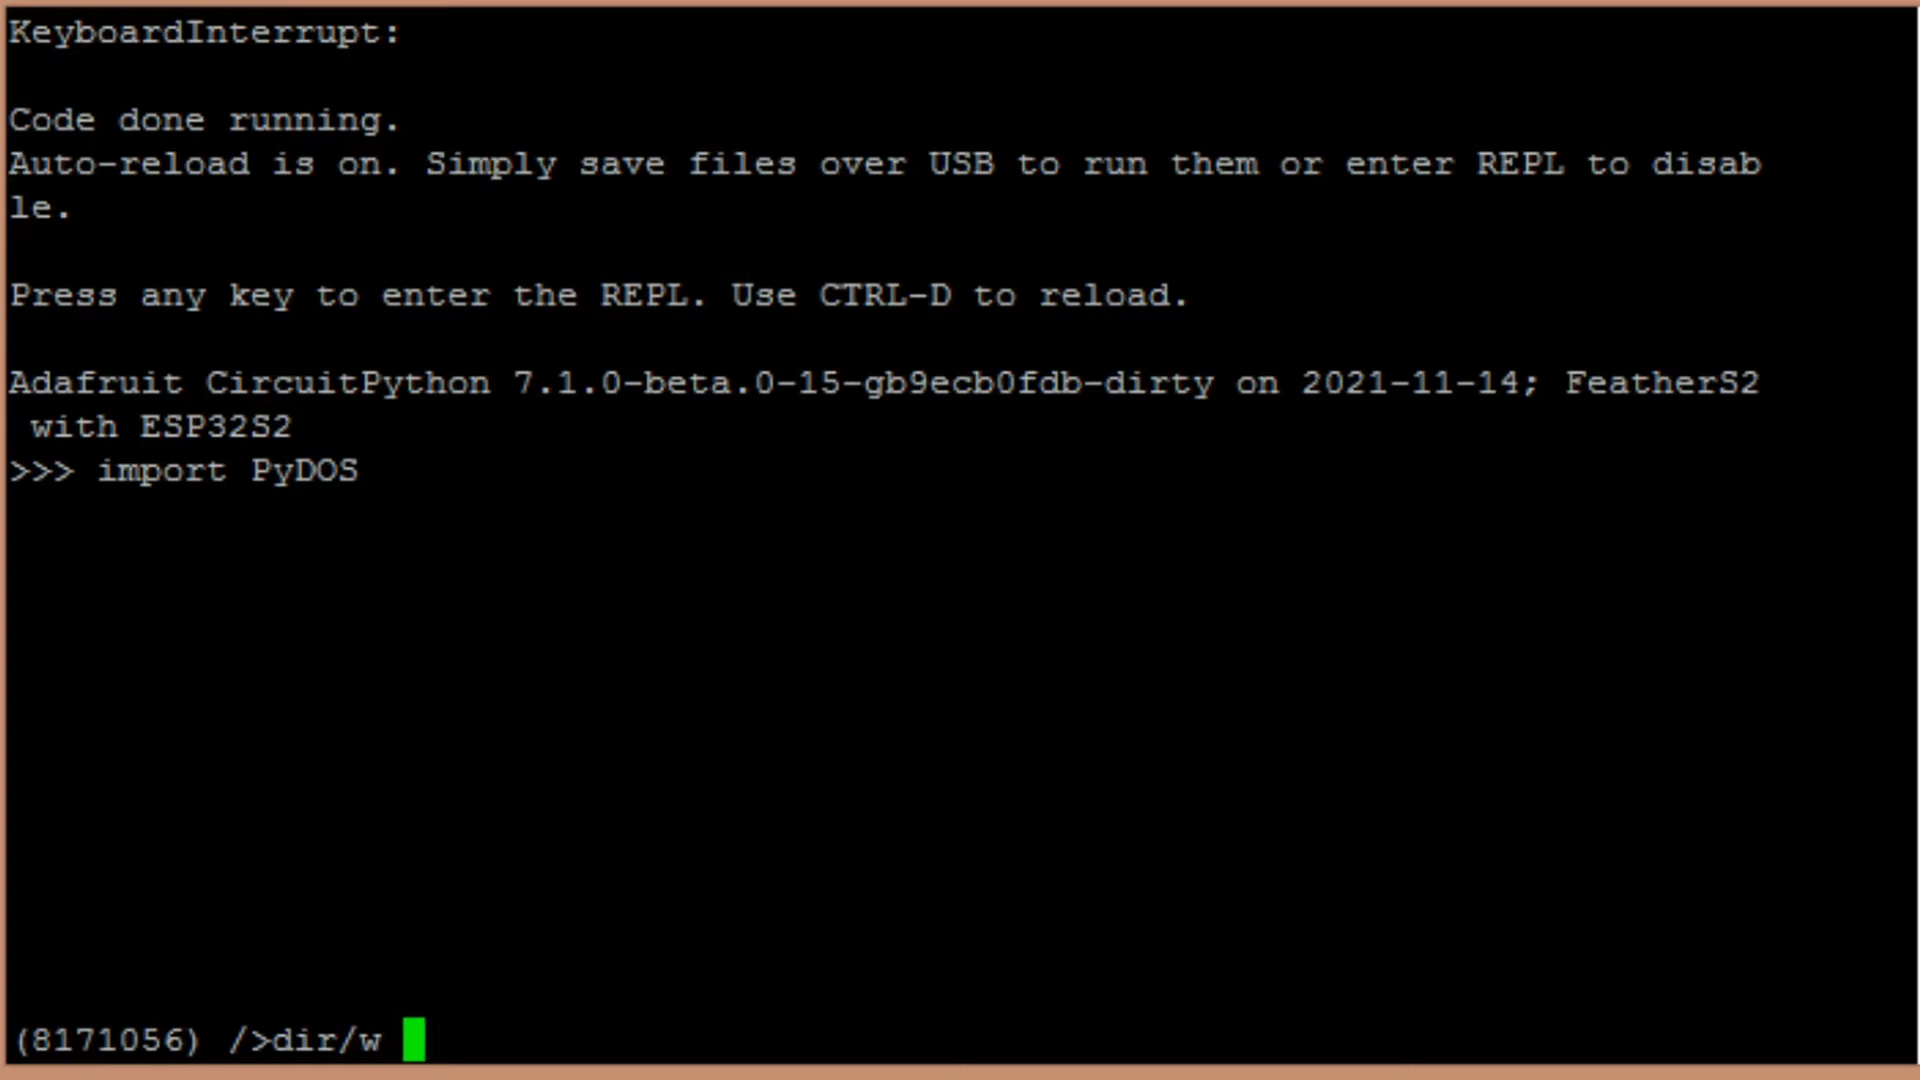 KeyboardInterrupt:
Code done running.
Auto-reload is on. Simply save files over USB to run them or enter REPL to disab
le.
Press any key to enter the REPL. Use CTRL-D to reload.
Adafruit CircuitPython 7.1.0-beta.0-15-gb9ecb0fdb-dirty on 2021-11-14; FeatherS2
 with ESP32S2
>>> import PyDOS
(8171056) />dir/w